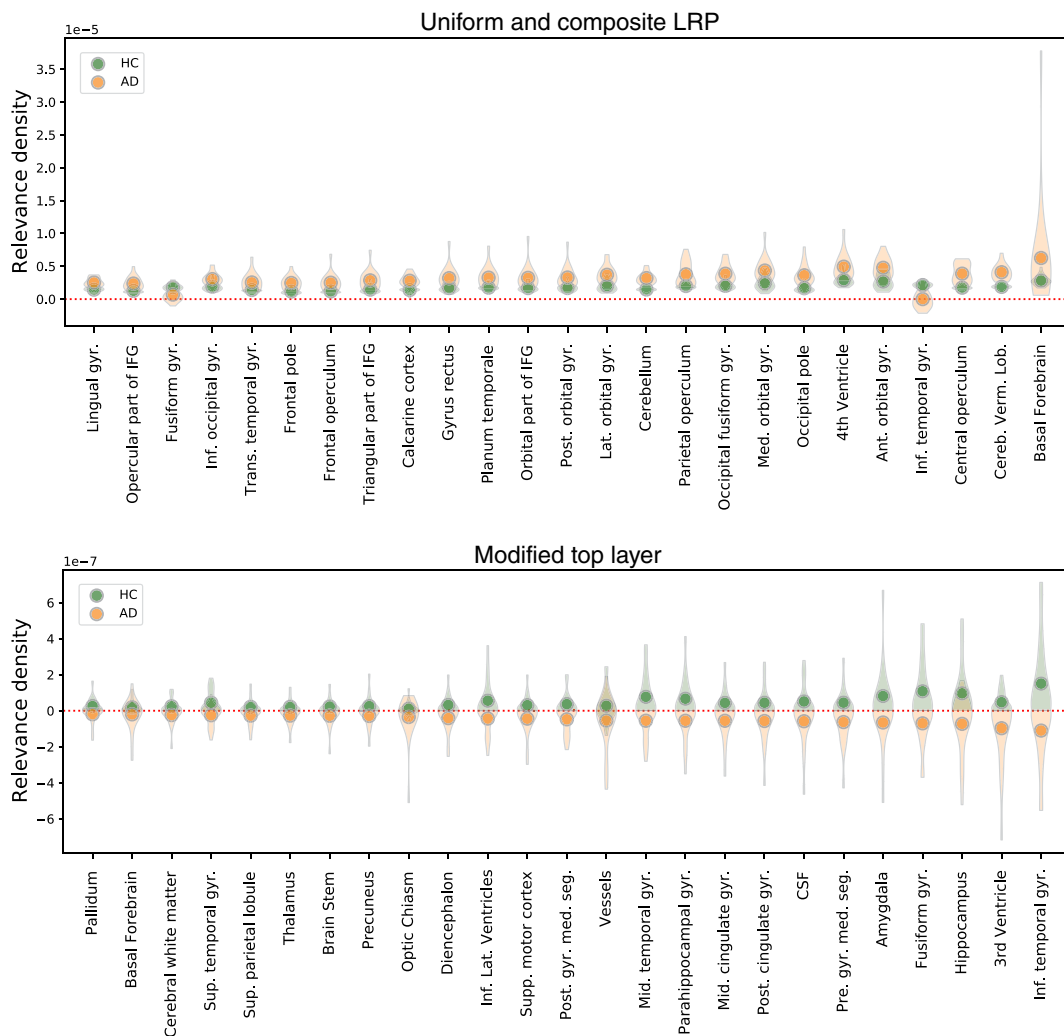 Uniform and composite LRP
1e−5
HC
AD
3.5
3.0
2.5
2.0
1.5
1.0
0.5
0.0
Relevance density
Lingual gyr.
Opercular part of IFG
Fusiform gyr.
Inf. occipital gyr.
Trans. temporal gyr.
Frontal pole
Frontal operculum
Triangular part of IFG
Calcarine cortex
Gyrus rectus
Planum temporale
Orbital part of IFG
Post. orbital gyr.
Lat. orbital gyr.
Cerebellum
Parietal operculum
Occipital fusiform gyr.
Med. orbital gyr.
Occipital pole
4th Ventricle
Ant. orbital gyr.
Inf. temporal gyr.
Central operculum
Cereb. Verm. Lob.
Basal Forebrain
Modified top layer
1e−7
HC
AD
6
4
2
0
−2
−4
−6
Relevance density
Pallidum
Basal Forebrain
Cerebral white matter
Sup. temporal gyr.
Sup. parietal lobule
Thalamus
Brain Stem
Precuneus
Optic Chiasm
Diencephalon
Inf. Lat. Ventricles
Supp. motor cortex
Post. gyr. med. seg.
Vessels
Mid. temporal gyr.
Parahippocampal gyr.
Mid. cingulate gyr.
Post. cingulate gyr.
CSF
Pre. gyr. med. seg.
Amygdala
Fusiform gyr.
Hippocampus
3rd Ventricle
Inf. temporal gyr.